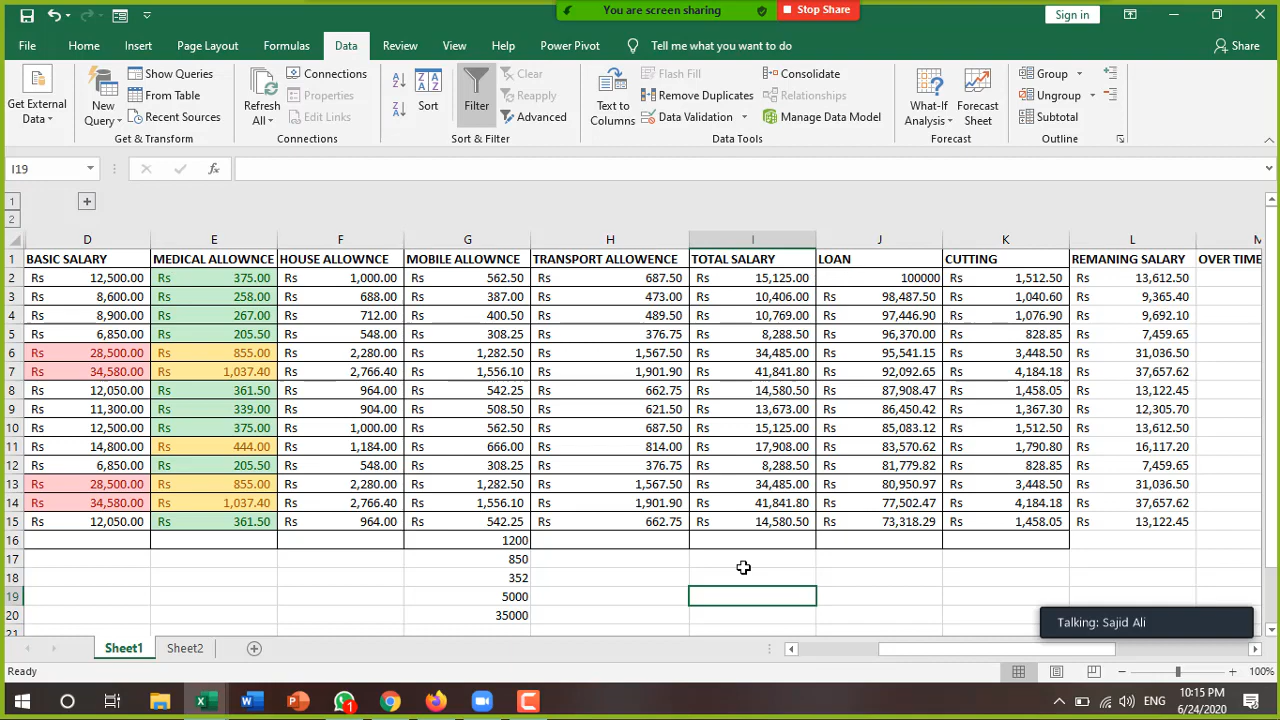 You are screen sharing Stop Share
Sign in
File Home Insert Page Layout Formulas Data Review View Help Power Pivot Tell me what you want to do Share
Get External Data
New Query
Show Queries
From Table
Recent Sources
Get & Transform
Refresh All
Connections
Properties
Edit Links
Connections
Sort
Filter
Clear
Reapply
Advanced
Sort & Filter
Text to Columns
Flash Fill
Remove Duplicates
Data Validation
Consolidate
Relationships
Manage Data Model
Data Tools
What-If Analysis
Forecast Sheet
Forecast
Group
Ungroup
Subtotal
Outline
I19 fx
1
2
D E F G H I J K L M
1 BASIC SALARY MEDICAL ALLOWNCE HOUSE ALLOWNCE MOBILE ALLOWNCE TRANSPORT ALLOWENCE TOTAL SALARY LOAN CUTTING REMANING SALARY OVER TIME
2 Rs 12,500.00 Rs 375.00 Rs 1,000.00 Rs 562.50 Rs 687.50 Rs 15,125.00 100000 Rs 1,512.50 Rs 13,612.50
3 Rs 8,600.00 Rs 258.00 Rs 688.00 Rs 387.00 Rs 473.00 Rs 10,406.00 Rs 98,487.50 Rs 1,040.60 Rs 9,365.40
4 Rs 8,900.00 Rs 267.00 Rs 712.00 Rs 400.50 Rs 489.50 Rs 10,769.00 Rs 97,446.90 Rs 1,076.90 Rs 9,692.10
5 Rs 6,850.00 Rs 205.50 Rs 548.00 Rs 308.25 Rs 376.75 Rs 8,288.50 Rs 96,370.00 Rs 828.85 Rs 7,459.65
6 Rs 28,500.00 Rs 855.00 Rs 2,280.00 Rs 1,282.50 Rs 1,567.50 Rs 34,485.00 Rs 95,541.15 Rs 3,448.50 Rs 31,036.50
7 Rs 34,580.00 Rs 1,037.40 Rs 2,766.40 Rs 1,556.10 Rs 1,901.90 Rs 41,841.80 Rs 92,092.65 Rs 4,184.18 Rs 37,657.62
8 Rs 12,050.00 Rs 361.50 Rs 964.00 Rs 542.25 Rs 662.75 Rs 14,580.50 Rs 87,908.47 Rs 1,458.05 Rs 13,122.45
9 Rs 11,300.00 Rs 339.00 Rs 904.00 Rs 508.50 Rs 621.50 Rs 13,673.00 Rs 86,450.42 Rs 1,367.30 Rs 12,305.70
10 Rs 12,500.00 Rs 375.00 Rs 1,000.00 Rs 562.50 Rs 687.50 Rs 15,125.00 Rs 85,083.12 Rs 1,512.50 Rs 13,612.50
11 Rs 14,800.00 Rs 444.00 Rs 1,184.00 Rs 666.00 Rs 814.00 Rs 17,908.00 Rs 83,570.62 Rs 1,790.80 Rs 16,117.20
12 Rs 6,850.00 Rs 205.50 Rs 548.00 Rs 308.25 Rs 376.75 Rs 8,288.50 Rs 81,779.82 Rs 828.85 Rs 7,459.65
13 Rs 28,500.00 Rs 855.00 Rs 2,280.00 Rs 1,282.50 Rs 1,567.50 Rs 34,485.00 Rs 80,950.97 Rs 3,448.50 Rs 31,036.50
14 Rs 34,580.00 Rs 1,037.40 Rs 2,766.40 Rs 1,556.10 Rs 1,901.90 Rs 41,841.80 Rs 77,502.47 Rs 4,184.18 Rs 37,657.62
15 Rs 12,050.00 Rs 361.50 Rs 964.00 Rs 542.25 Rs 662.75 Rs 14,580.50 Rs 73,318.29 Rs 1,458.05 Rs 13,122.45
16 1200
17 850
18 352
19 5000
20 35000
21
Talking: Sajid Ali
Sheet1 Sheet2
Ready 100%
1 ENG 10:15 PM
6/24/2020